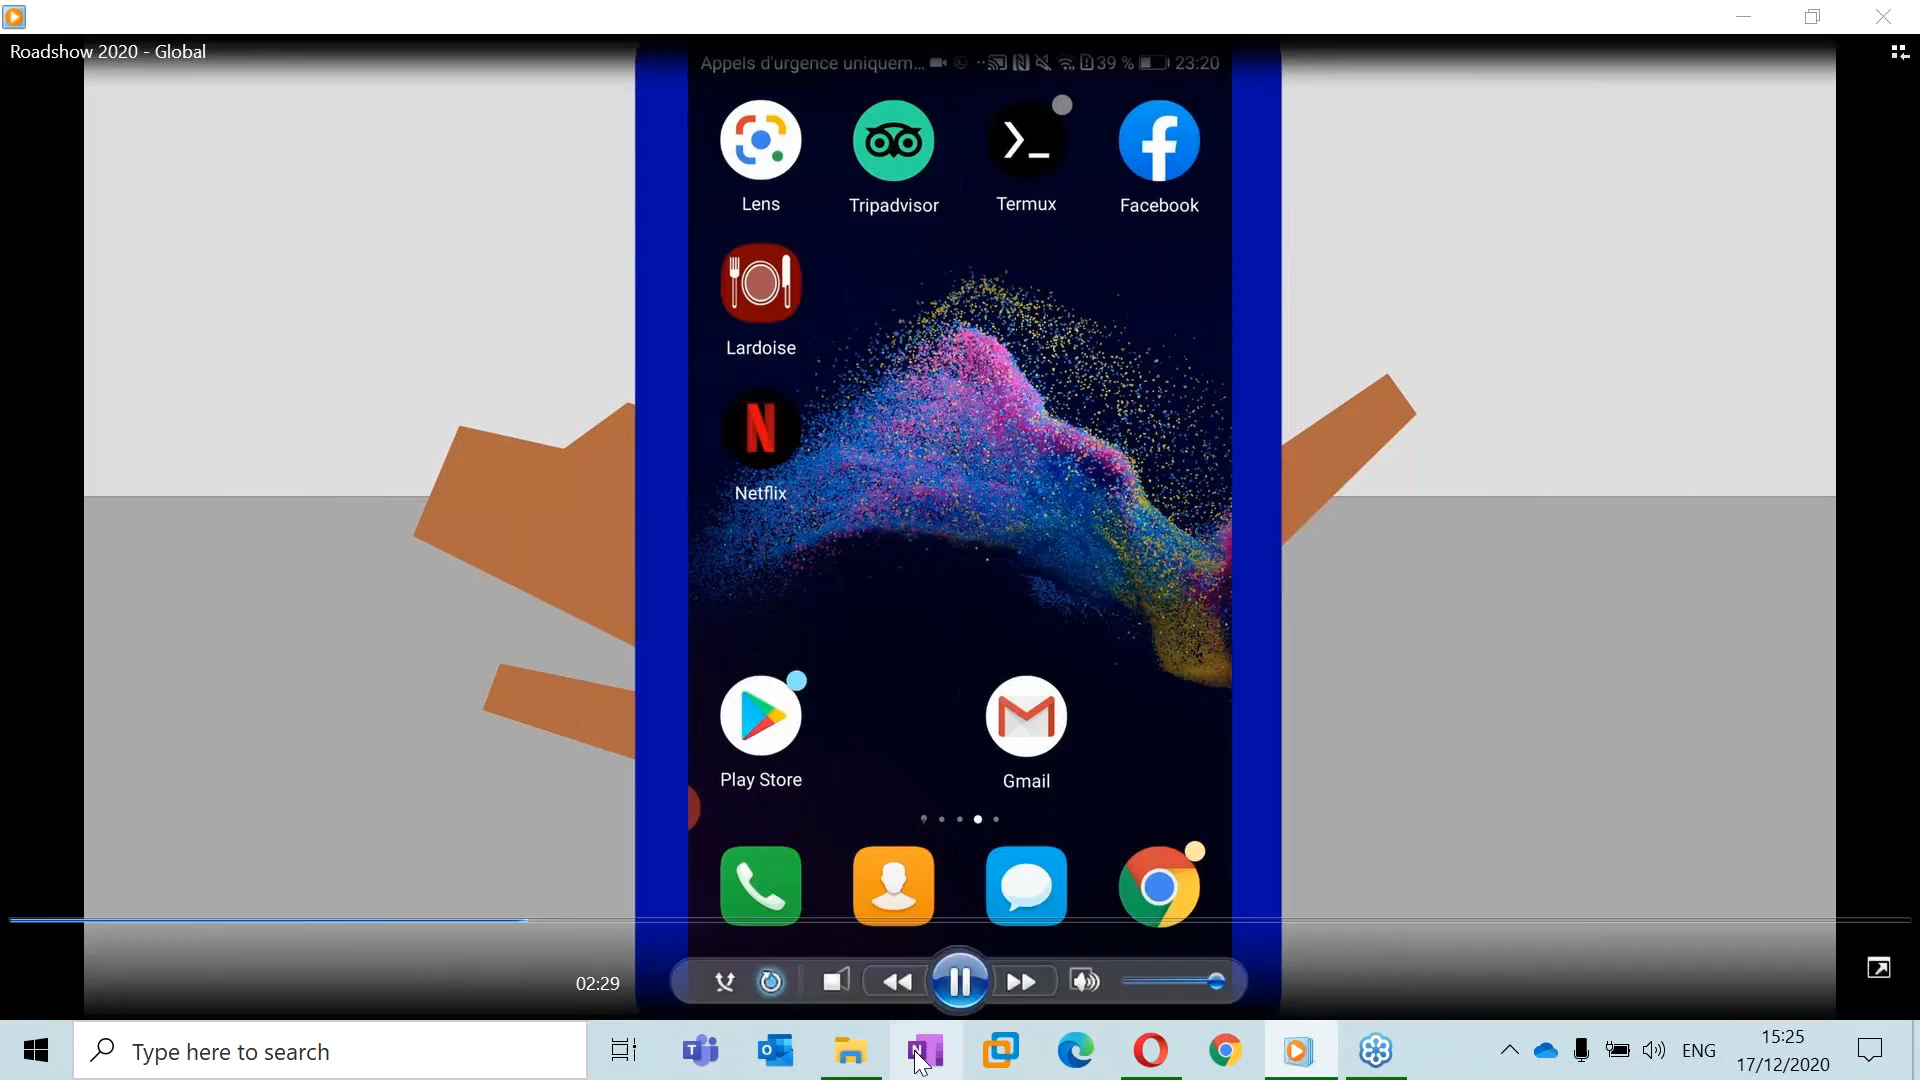 Roadshow 2020 - Global
Appels d'urgence uniquem... 39 % 23:20
Lens
Tripadvisor
Termux
Facebook
Lardoise
N
Netflix
Play Store
Gmail
02:29
Type here to search
ENG
15:25
17/12/2020